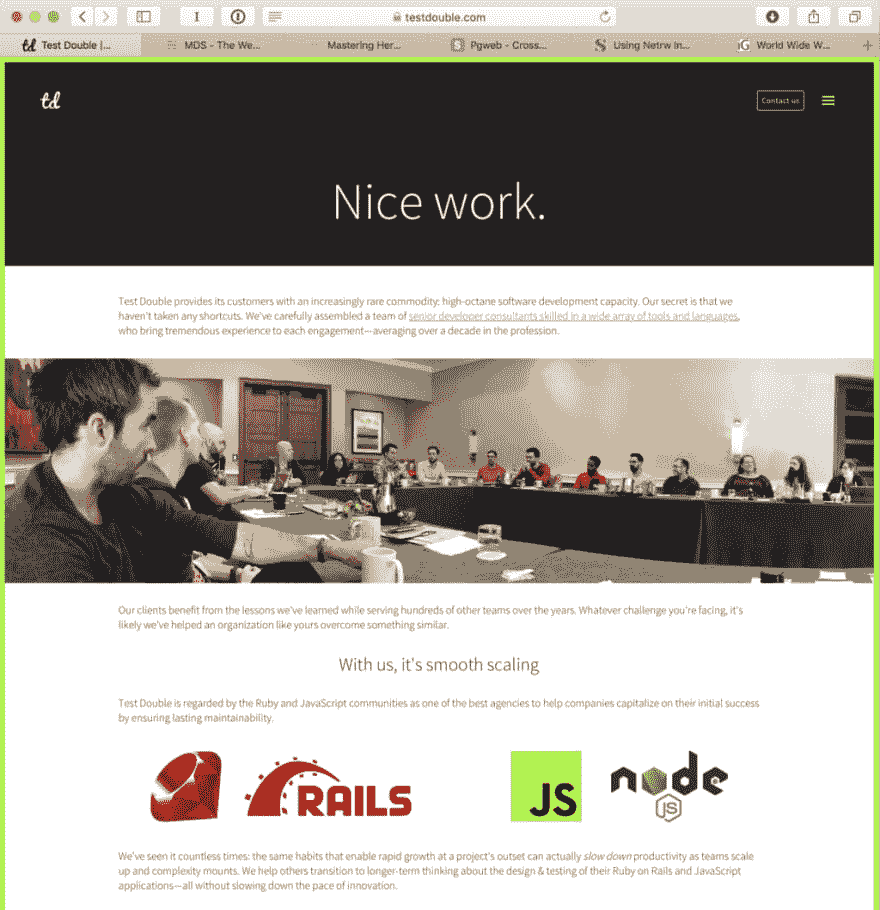 testdouble.com
td Test Double |... MDS - The We... Mastering Her... Pgweb - Cross... Using Netrw In... iG World Wide W...
td
Contact us
Nice work.
Test Double provides its customers with an increasingly rare commodity: high-octane software development capacity. Our secret is that we
haven't taken any shortcuts. We've carefully assembled a team of senior developer consultants skilled in a wide array of tools and languages,
who bring tremendous experience to each engagement—averaging over a decade in the profession.
Our clients benefit from the lessons we've learned while serving hundreds of other teams over the years. Whatever challenge you're facing, it's
likely we've helped an organization like yours overcome something similar.
With us, it's smooth scaling
Test Double is regarded by the Ruby and JavaScript communities as one of the best agencies to help companies capitalize on their initial success
by ensuring lasting maintainability.
RAILS JS node
JS
We've seen it countless times: the same habits that enable rapid growth at a project's outset can actually slow down productivity as teams scale
up and complexity mounts. We help others transition to longer-term thinking about the design & testing of their Ruby on Rails and JavaScript
applications—all without slowing down the pace of innovation.